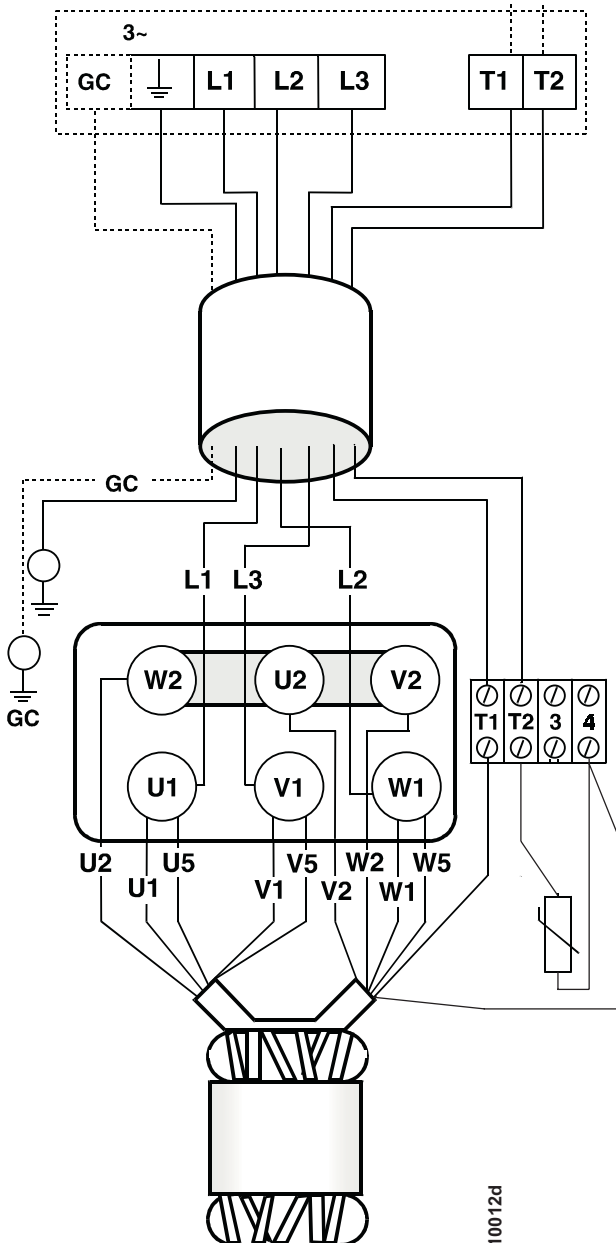 3~
GC L1 L2 L3 T1 T2
GC
L1 L3 L2
W2 U2 V2
GC
T1 T2 3 4
U1 V1 W1
U2 U5 V5 W2 W5
U1 V1 V2 W1
10012d